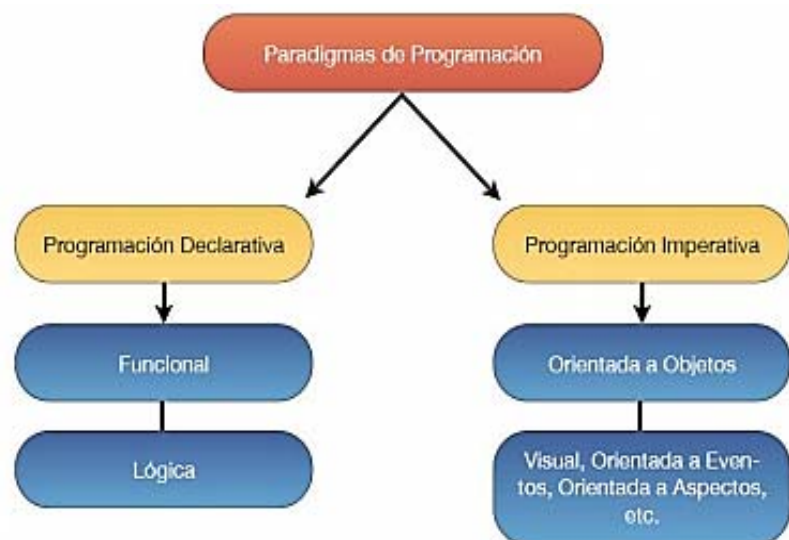 Paradigmas de Programación
Programación Declarativa
Programación Imperativa
Funcional
Orientada a Objetos
Lógica
Visual, Orientada a Even-
tos, Orientada a Aspectos,
etc.